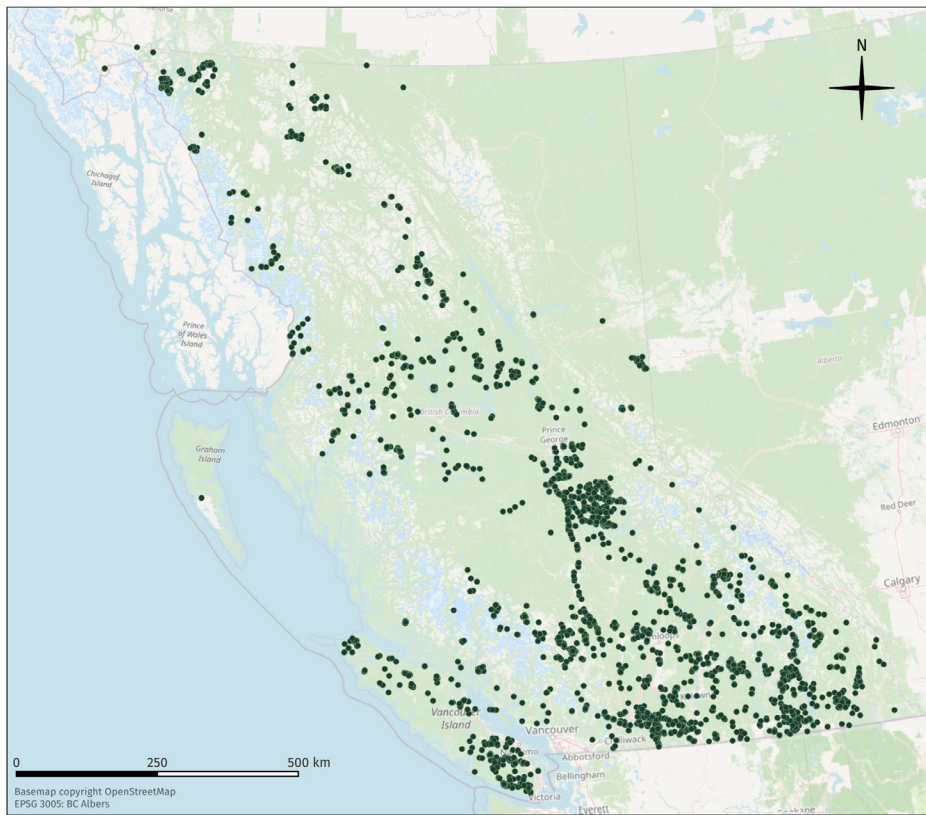 N
Chichagof
Island
Prince
of Wales
Island
Alberta
British Columbia
Prince
George
Edmonton
Graham
Island
Red Deer
Calgary
Vancouver
Island
Vancouver
Chilliwack
Abbotsford
Bellingham
Victoria
Everett
0 250 500 km
Basemap copyright OpenStreetMap
EPSG 3005: BC Albers